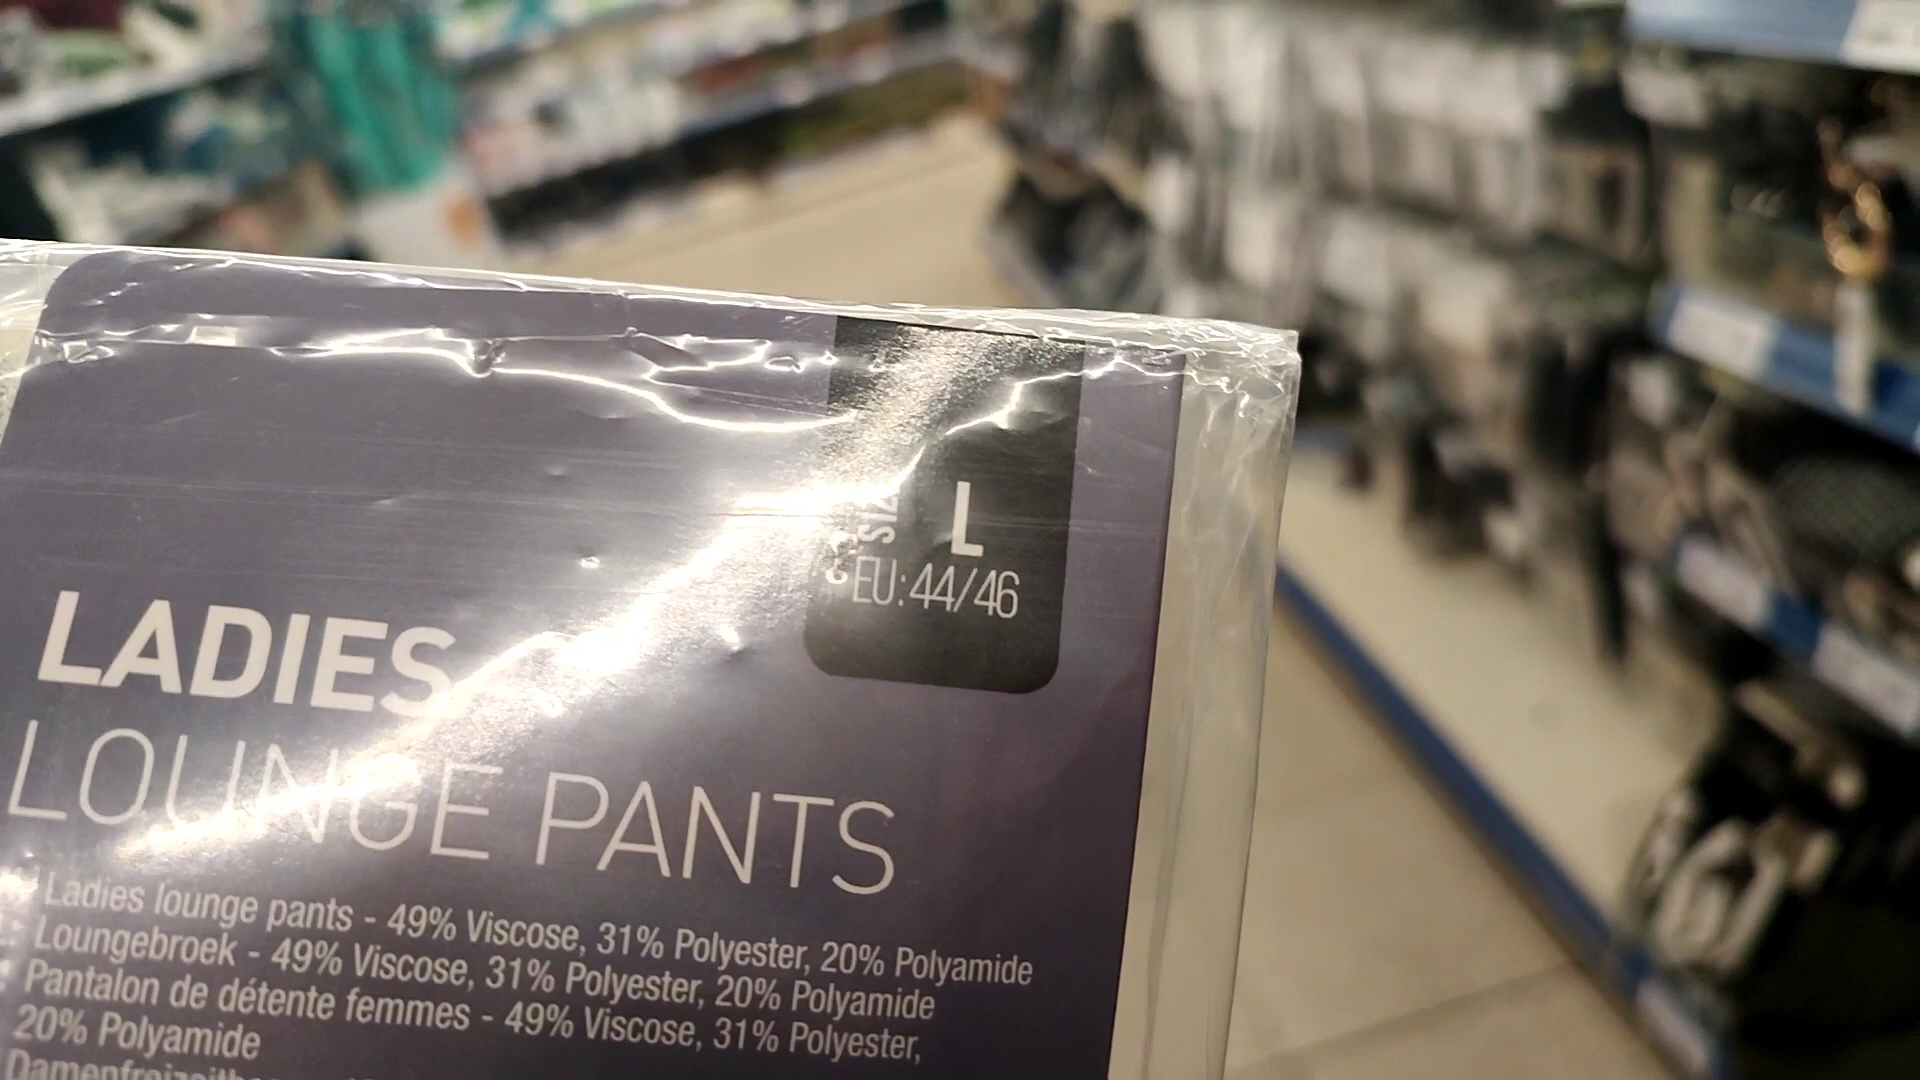 L
EU:44/46
LADIES
LOUNGE PANTS
Ladies lounge pants - 49% Viscose, 31% Polyester, 20% Polyamide
Loungebroek - 49% Viscose, 31% Polyester, 20% Polyamide
Pantalon de détente femmes - 49% Viscose, 31% Polyester,
20% Polyamide